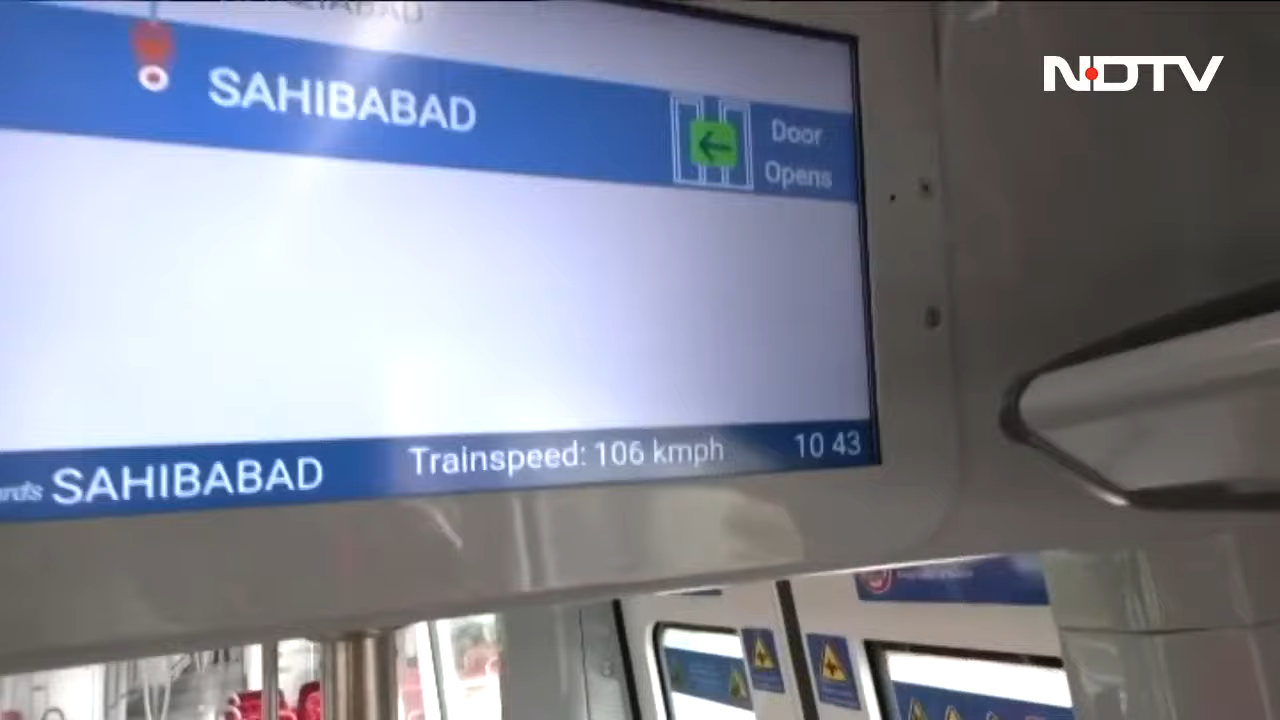 NDTV
SAHIBABAD
Door
Opens
SAHIBABAD
Trainspeed: 106 kmph
10 43